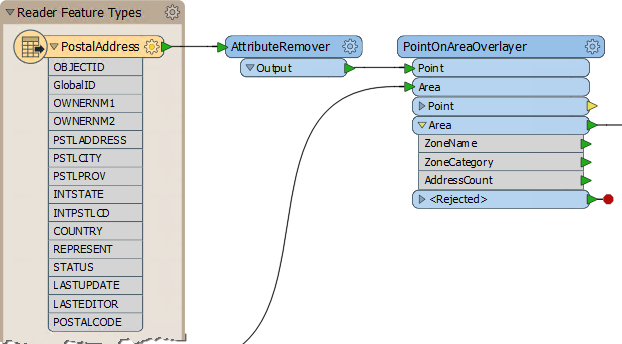 Reader Feature Types
PostalAddress
OBJECTID
GlobalID
OWNERNM1
OWNERNM2
PSTLADDRESS
PSTLCITY
PSTLPROV
INTSTATE
INTPSTLCD
COUNTRY
REPRESENT
STATUS
LASTUPDATE
LASTEDITOR
POSTALCODE
AttributeRemover
Output
PointOnAreaOverlayer
Point
Area
Point
Area
ZoneName
ZoneCategory
AddressCount
<Rejected>